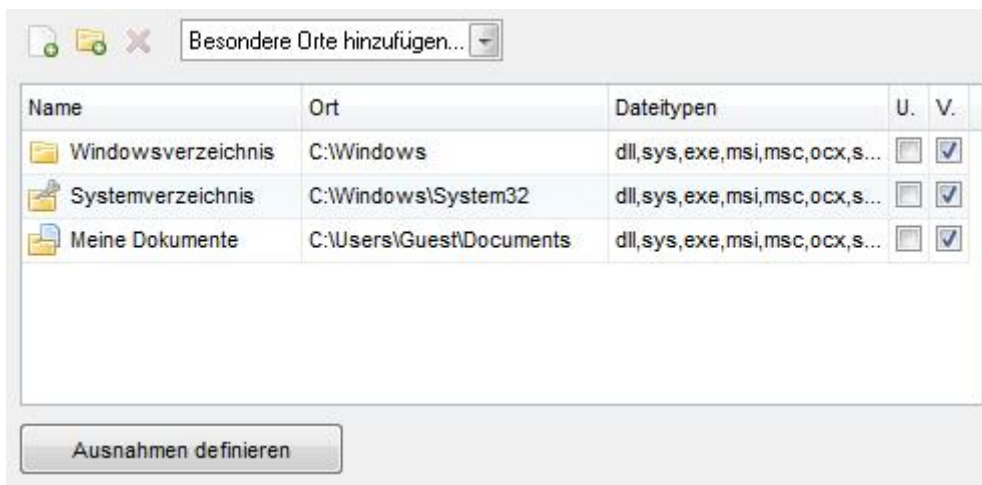 Besondere Orte hinzufügen...
Name Ort Dateitypen U. V.
Windowsverzeichnis C:\Windows dll,sys,exe,msi,msc,ocx,s...
Systemverzeichnis C:\Windows\System32 dll,sys,exe,msi,msc,ocx,s...
Meine Dokumente C:\Users\Guest\Documents dll,sys,exe,msi,msc,ocx,s...
Ausnahmen definieren